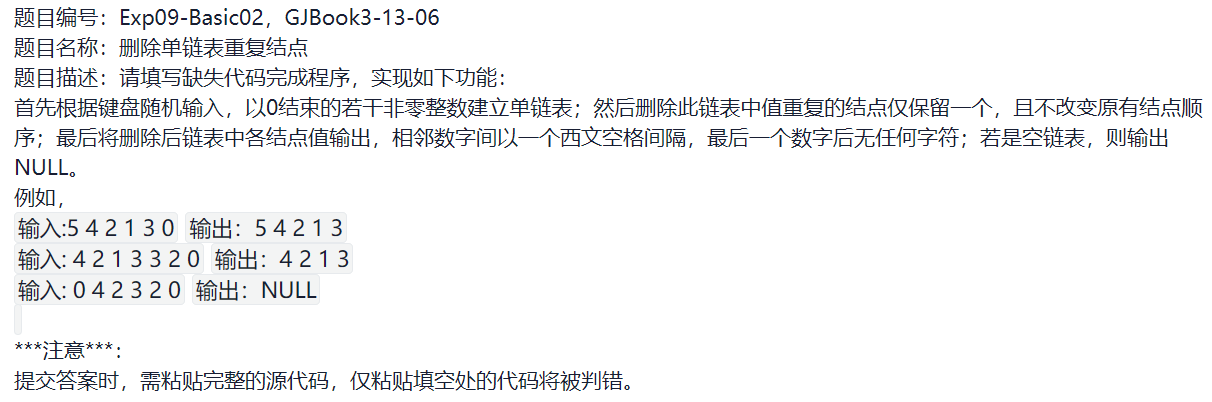 题目编号：Exp09-Basic02，GJBook3-13-06
题目名称：删除单链表重复结点
题目描述：请填写缺失代码完成程序，实现如下功能：
首先根据键盘随机输入，以0结束的若干非零整数建立单链表；然后删除此链表中值重复的结点仅保留一个，且不改变原有结点顺
序；最后将删除后链表中各结点值输出，相邻数字间以一个西文空格间隔，最后一个数字后无任何字符；若是空链表，则输出
NULL。
例如，
输入:5 4 2 1 3 0 输出：5 4 2 1 3
输入: 4 2 1 3 3 2 0 输出：4 2 1 3
输入: 0 4 2 3 2 0 输出：NULL
***注意***：
提交答案时，需粘贴完整的源代码，仅粘贴填空处的代码将被判错。